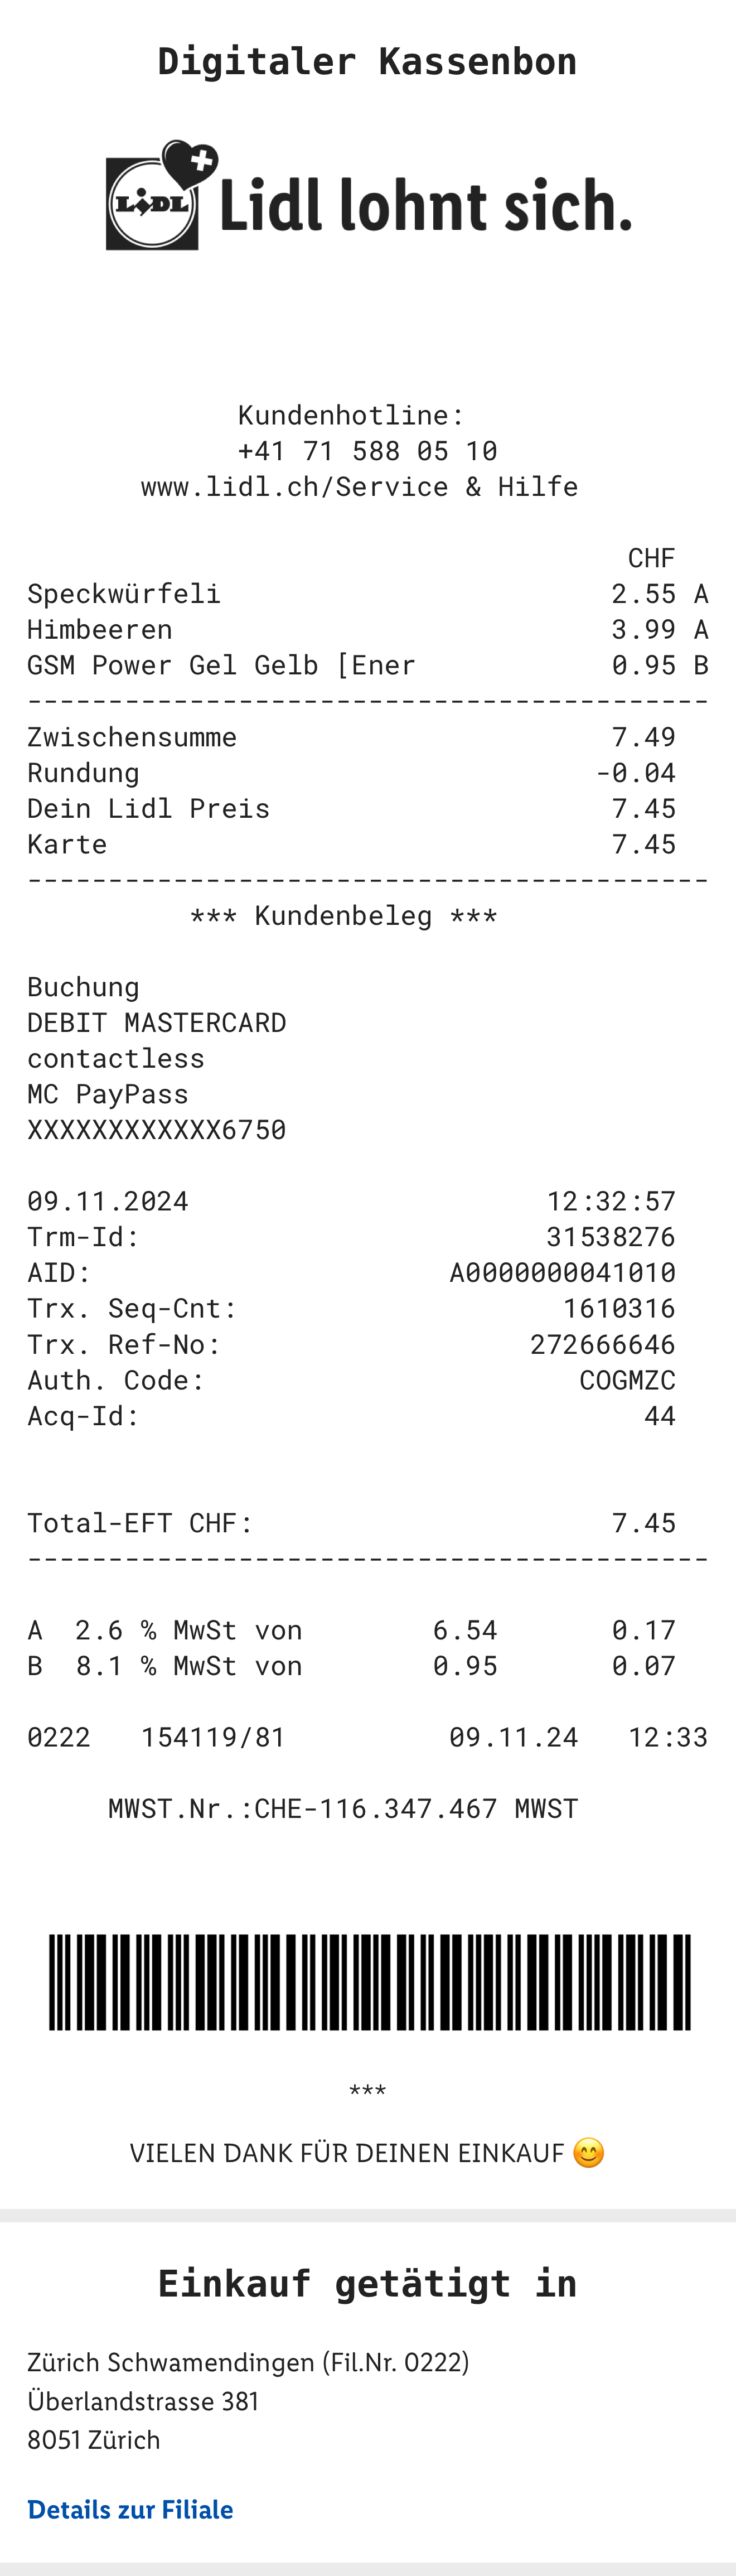 Digitaler Kassenbon
LIDL Lidl lohnt sich.
Kundenhotline:
+41 71 588 05 10
www.lidl.ch/Service & Hilfe
CHF
Speckwürfeli 2.55 A
Himbeeren 3.99 A
GSM Power Gel Gelb [Ener 0.95 B
------------------------------------------
Zwischensumme 7.49
Rundung -0.04
Dein Lidl Preis 7.45
Karte 7.45
------------------------------------------
*** Kundenbeleg ***
Buchung
DEBIT MASTERCARD
contactless
MC PayPass
XXXXXXXXXXXX6750
09.11.2024 12:32:57
Trm-Id: 31538276
AID: A0000000041010
Trx. Seq-Cnt: 1610316
Trx. Ref-No: 272666646
Auth. Code: COGMZC
Acq-Id: 44
Total-EFT CHF: 7.45
------------------------------------------
A 2.6 % MwSt von 6.54 0.17
B 8.1 % MwSt von 0.95 0.07
0222 154119/81 09.11.24 12:33
MWST.Nr.:CHE-116.347.467 MWST
***
VIELEN DANK FÜR DEINEN EINKAUF 😊
Einkauf getätigt in
Zürich Schwamendingen (Fil.Nr. 0222)
Überlandstrasse 381
8051 Zürich
Details zur Filiale